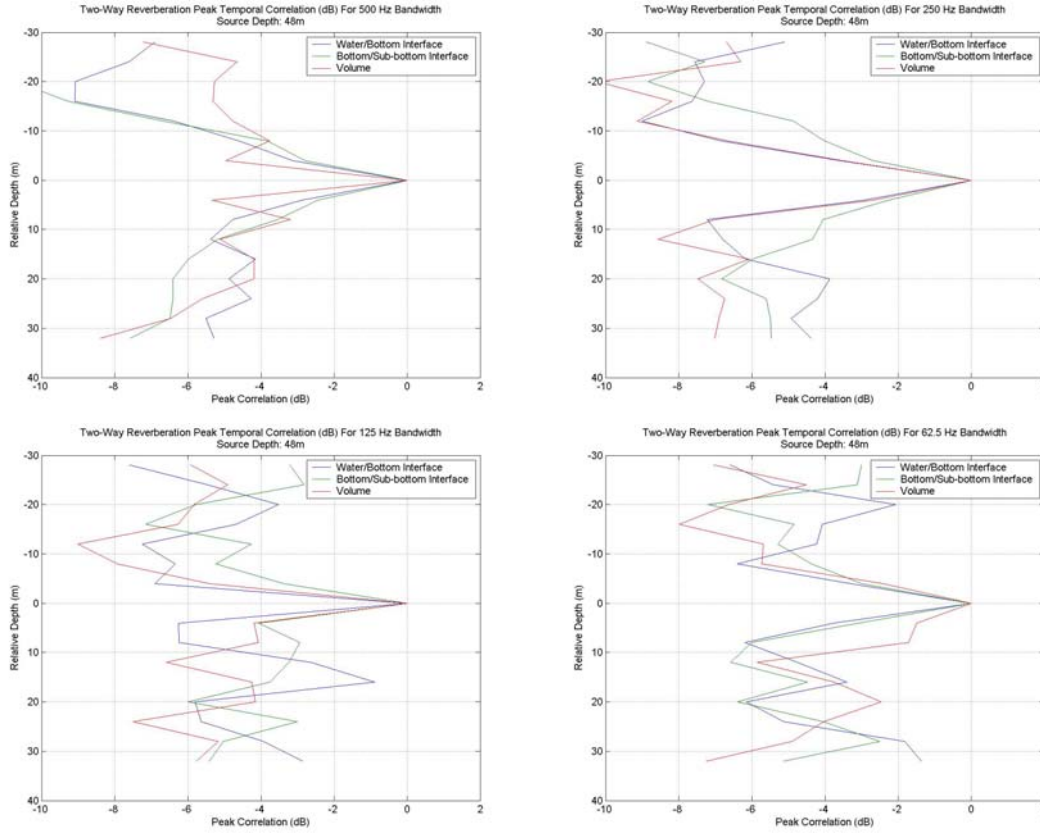 Two-Way Reverberation Peak Temporal Correlation (dB) For 500 Hz Bandwidth
Source Depth: 48m
-30
-20
-10
0
10
20
30
40
Relative Depth (m)
Water/Bottom Interface
Bottom/Sub-bottom Interface
Volume
-10 -8 -6 -4 -2 0 2
Peak Correlation (dB)
Two-Way Reverberation Peak Temporal Correlation (dB) For 250 Hz Bandwidth
Source Depth: 48m
-30
-20
-10
0
10
20
30
40
Relative Depth (m)
Water/Bottom Interface
Bottom/Sub-bottom Interface
Volume
-10 -8 -6 -4 -2 0
Peak Correlation (dB)
Two-Way Reverberation Peak Temporal Correlation (dB) For 125 Hz Bandwidth
Source Depth: 48m
-30
-20
-10
0
10
20
30
40
Relative Depth (m)
Water/Bottom Interface
Bottom/Sub-bottom Interface
Volume
-10 -8 -6 -4 -2 0 2
Peak Correlation (dB)
Two-Way Reverberation Peak Temporal Correlation (dB) For 62.5 Hz Bandwidth
Source Depth: 48m
-30
-20
-10
0
10
20
30
40
Relative Depth (m)
Water/Bottom Interface
Bottom/Sub-bottom Interface
Volume
-10 -8 -6 -4 -2 0
Peak Correlation (dB)